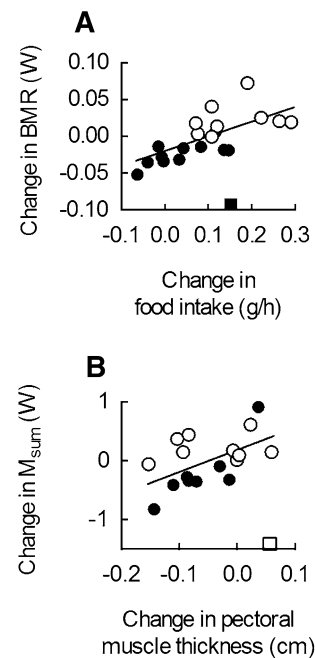 A
Change in BMR (W)
0.10
0.05
0.00
-0.05
-0.10
-0.1 0.0 0.1 0.2 0.3
Change in
food intake (g/h)
B
Change in Msum (W)
1
0
-1
-0.2 -0.1 0.0 0.1
Change in pectoral
muscle thickness (cm)